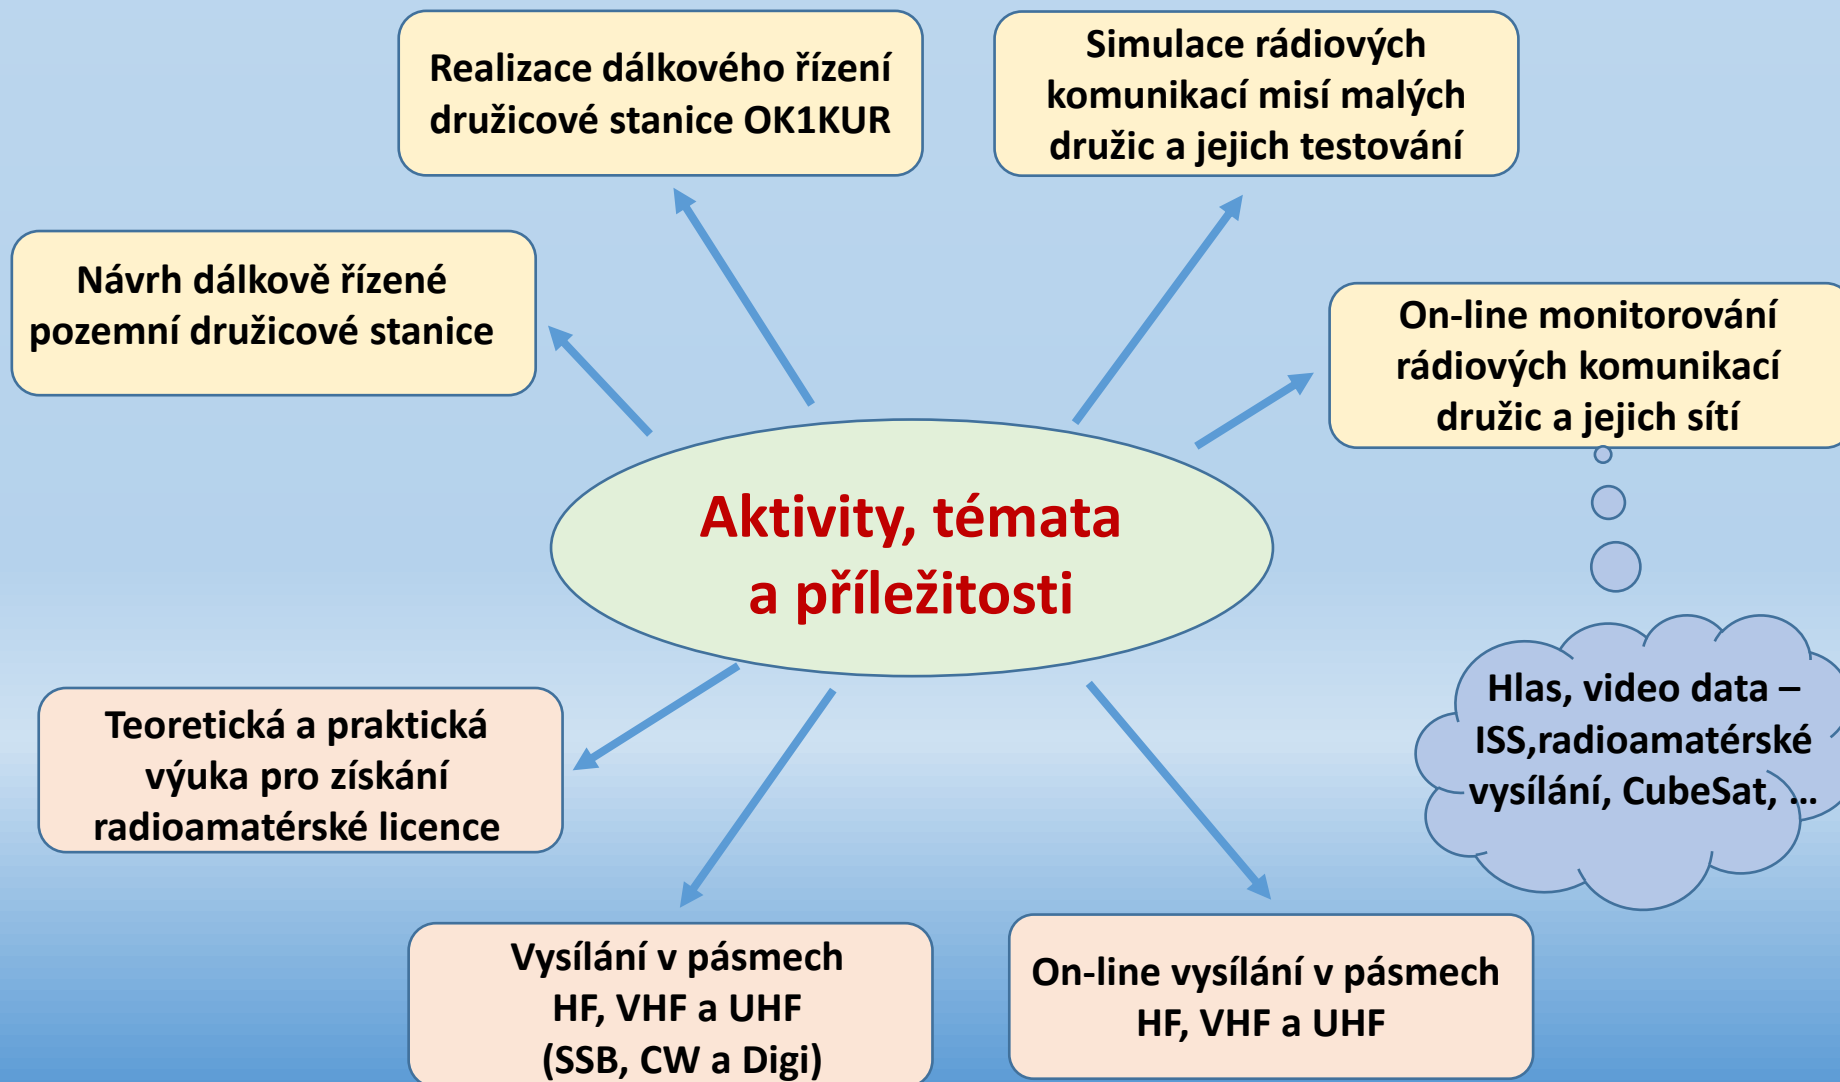 Realizace dálkového řízení
družicové stanice OK1KUR
Simulace rádiových
komunikací misí malých
družic a jejich testování
Návrh dálkově řízené
pozemní družicové stanice
On-line monitorování
rádiových komunikací
družic a jejich sítí
Aktivity, témata
a příležitosti
Hlas, video data –
ISS,radioamatérské
vysílání, CubeSat, …
Teoretická a praktická
výuka pro získání
radioamatérské licence
Vysílání v pásmech
HF, VHF a UHF
(SSB, CW a Digi)
On-line vysílání v pásmech
HF, VHF a UHF